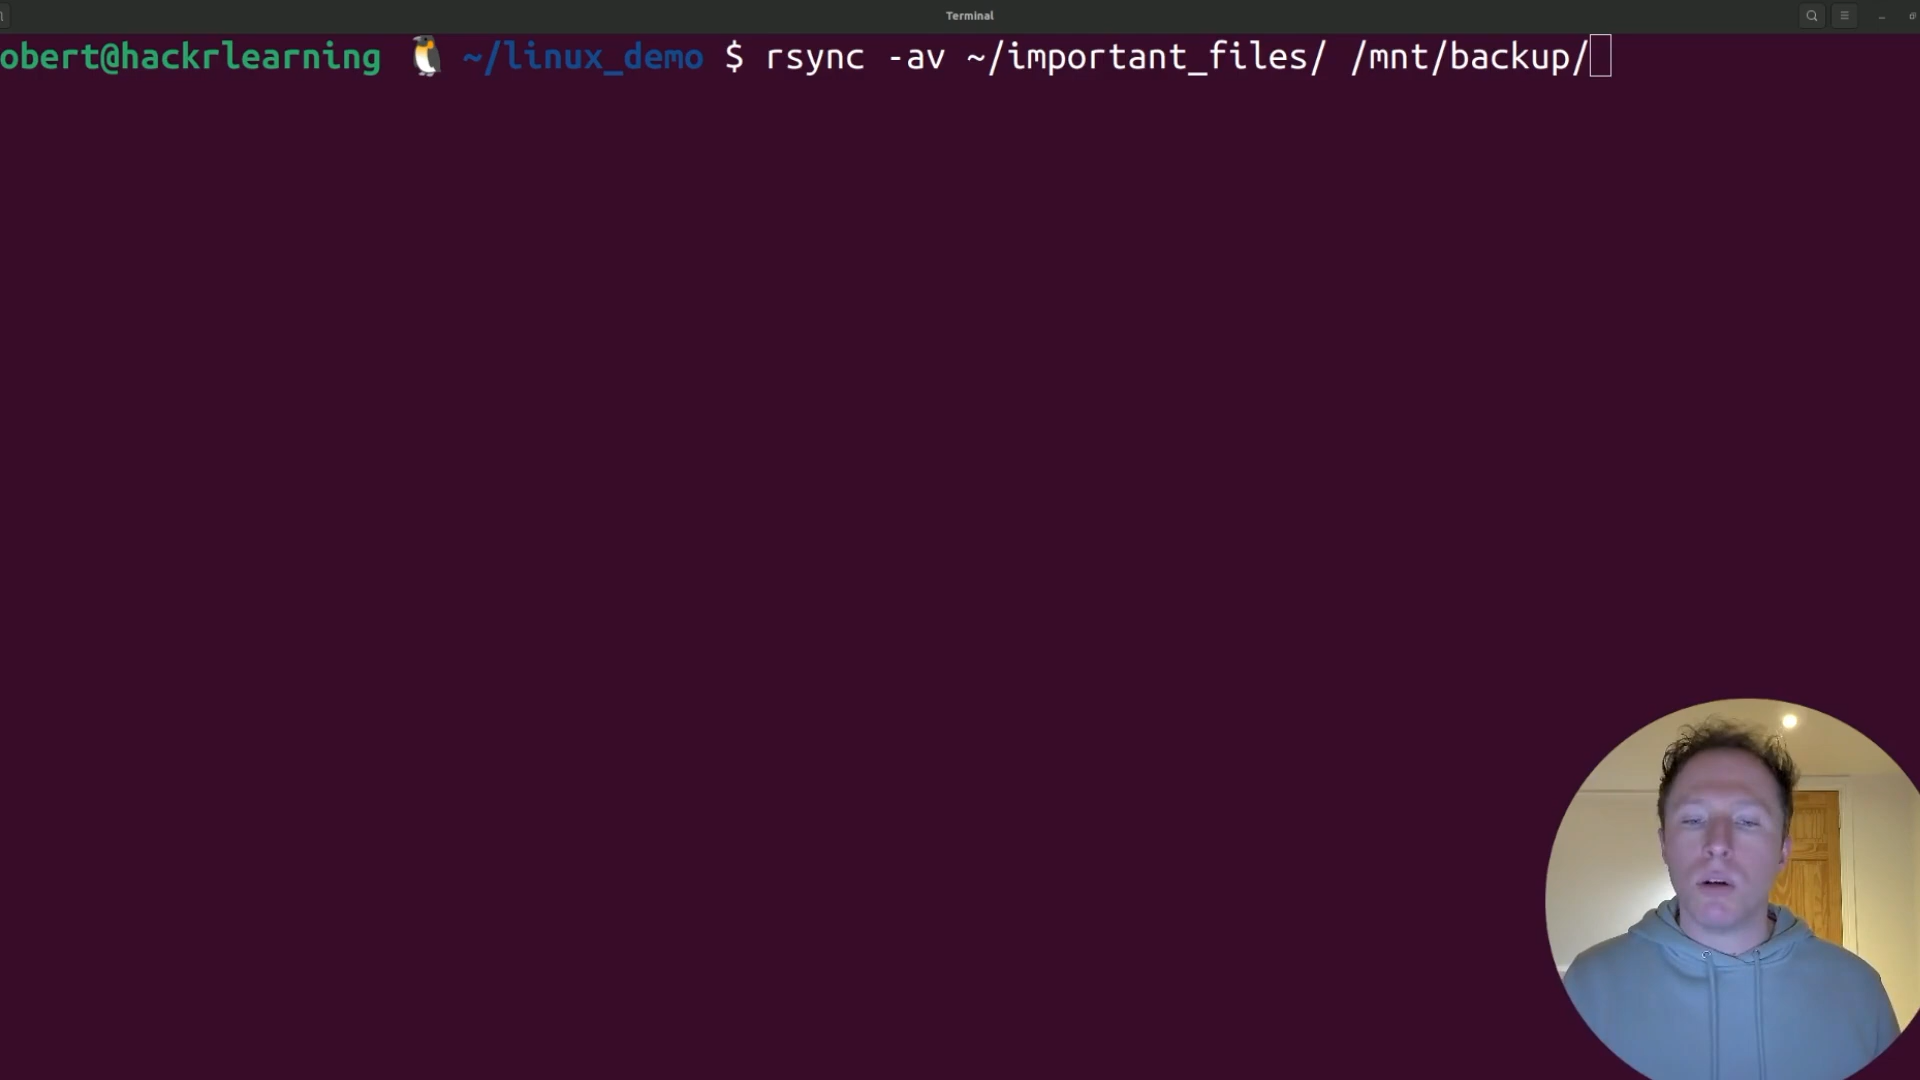 Terminal
obert@hackrlearning 🐧 ~/linux_demo $ rsync -av ~/important_files/ /mnt/backup/